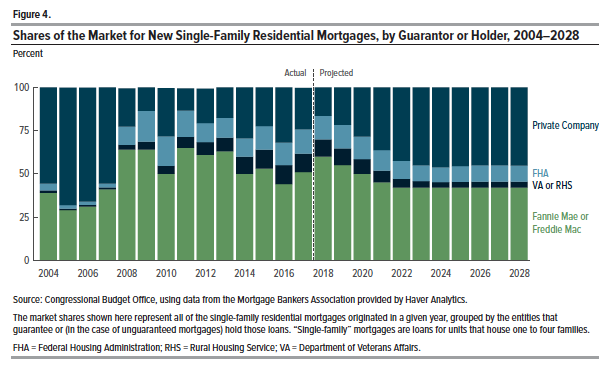 Figure 4.
Shares of the Market for New Single-Family Residential Mortgages, by Guarantor or Holder, 2004–2028
Percent
Actual Projected
100
75
50
25
0
Private Company
FHA
VA or RHS
Fannie Mae or
Freddie Mac
2004 2006 2008 2010 2012 2014 2016 2018 2020 2022 2024 2026 2028
Source: Congressional Budget Office, using data from the Mortgage Bankers Association provided by Haver Analytics.
The market shares shown here represent all of the single-family residential mortgages originated in a given year, grouped by the entities that
guarantee or (in the case of unguaranteed mortgages) hold those loans. “Single-family” mortgages are loans for units that house one to four families.
FHA = Federal Housing Administration; RHS = Rural Housing Service; VA = Department of Veterans Affairs.